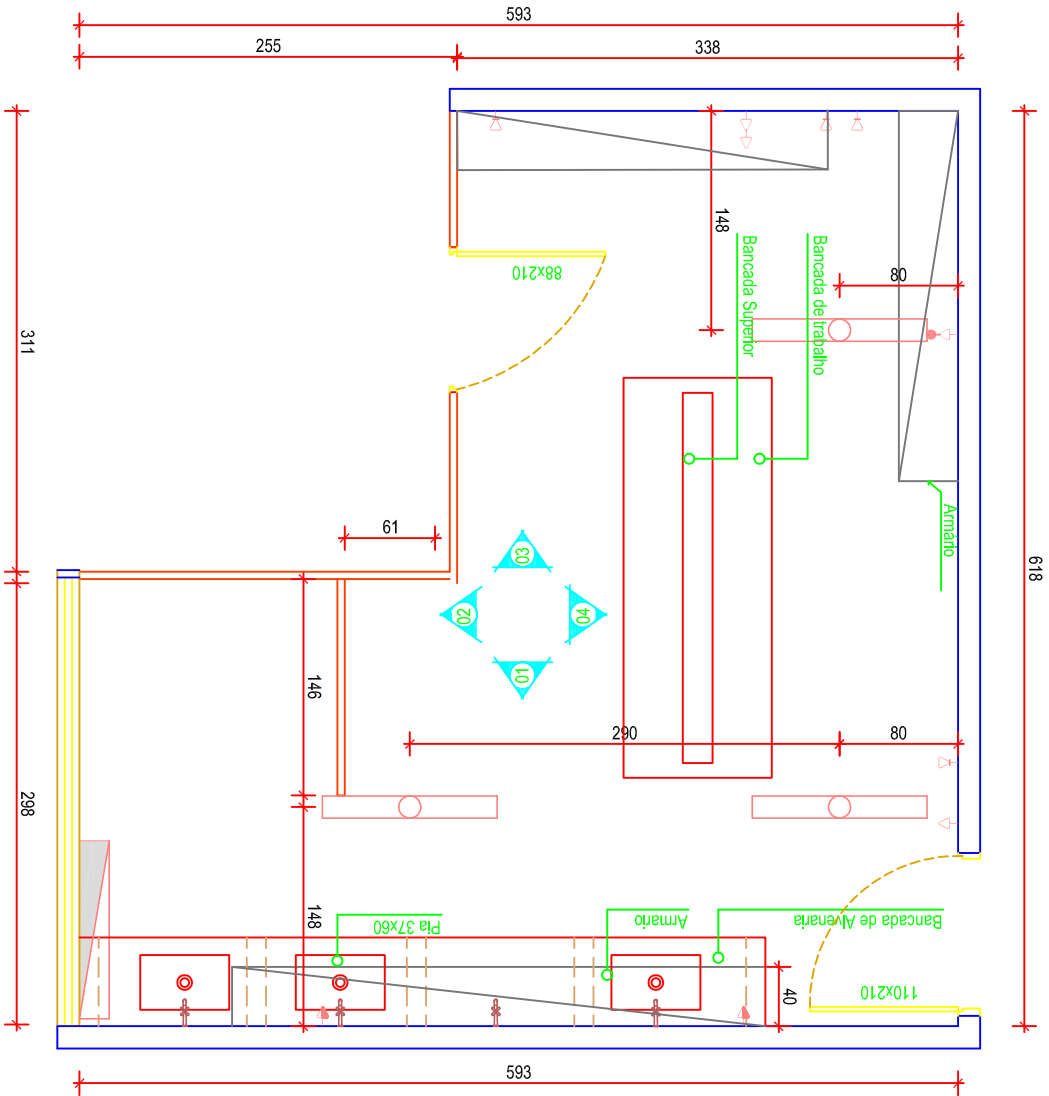 593
255
338
148
80
88x210
Bancada Superior
Bancada de trabalho
311
618
Armário
61
03
02
04
01
146
290
80
298
148
Pia 37x60
Armario
Bancada de Alvenaria
40
110x210
593